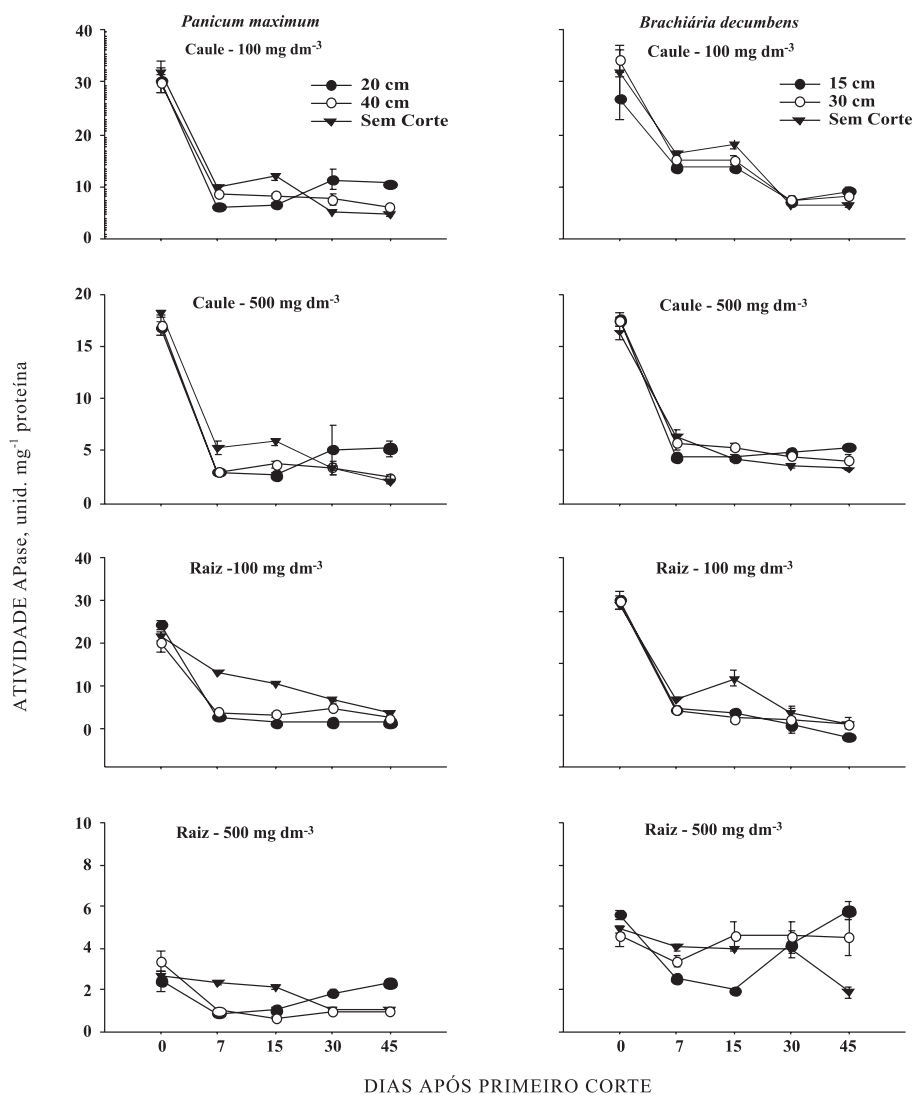 Panicum maximum
Brachiária decumbens
Caule - 100 mg dm-3
20 cm
40 cm
Sem Corte
40
30
20
10
0
Caule - 100 mg dm-3
15 cm
30 cm
Sem Corte
Caule - 500 mg dm-3
20
15
10
5
0
Caule - 500 mg dm-3
ATIVIDADE APase, unid. mg-1 proteína
Raiz -100 mg dm-3
40
30
20
10
0
Raiz - 100 mg dm-3
Raiz - 500 mg dm-3
10
8
6
4
2
0
0 7 15 30 45
Raiz - 500 mg dm-3
0 7 15 30 45
DIAS APÓS PRIMEIRO CORTE